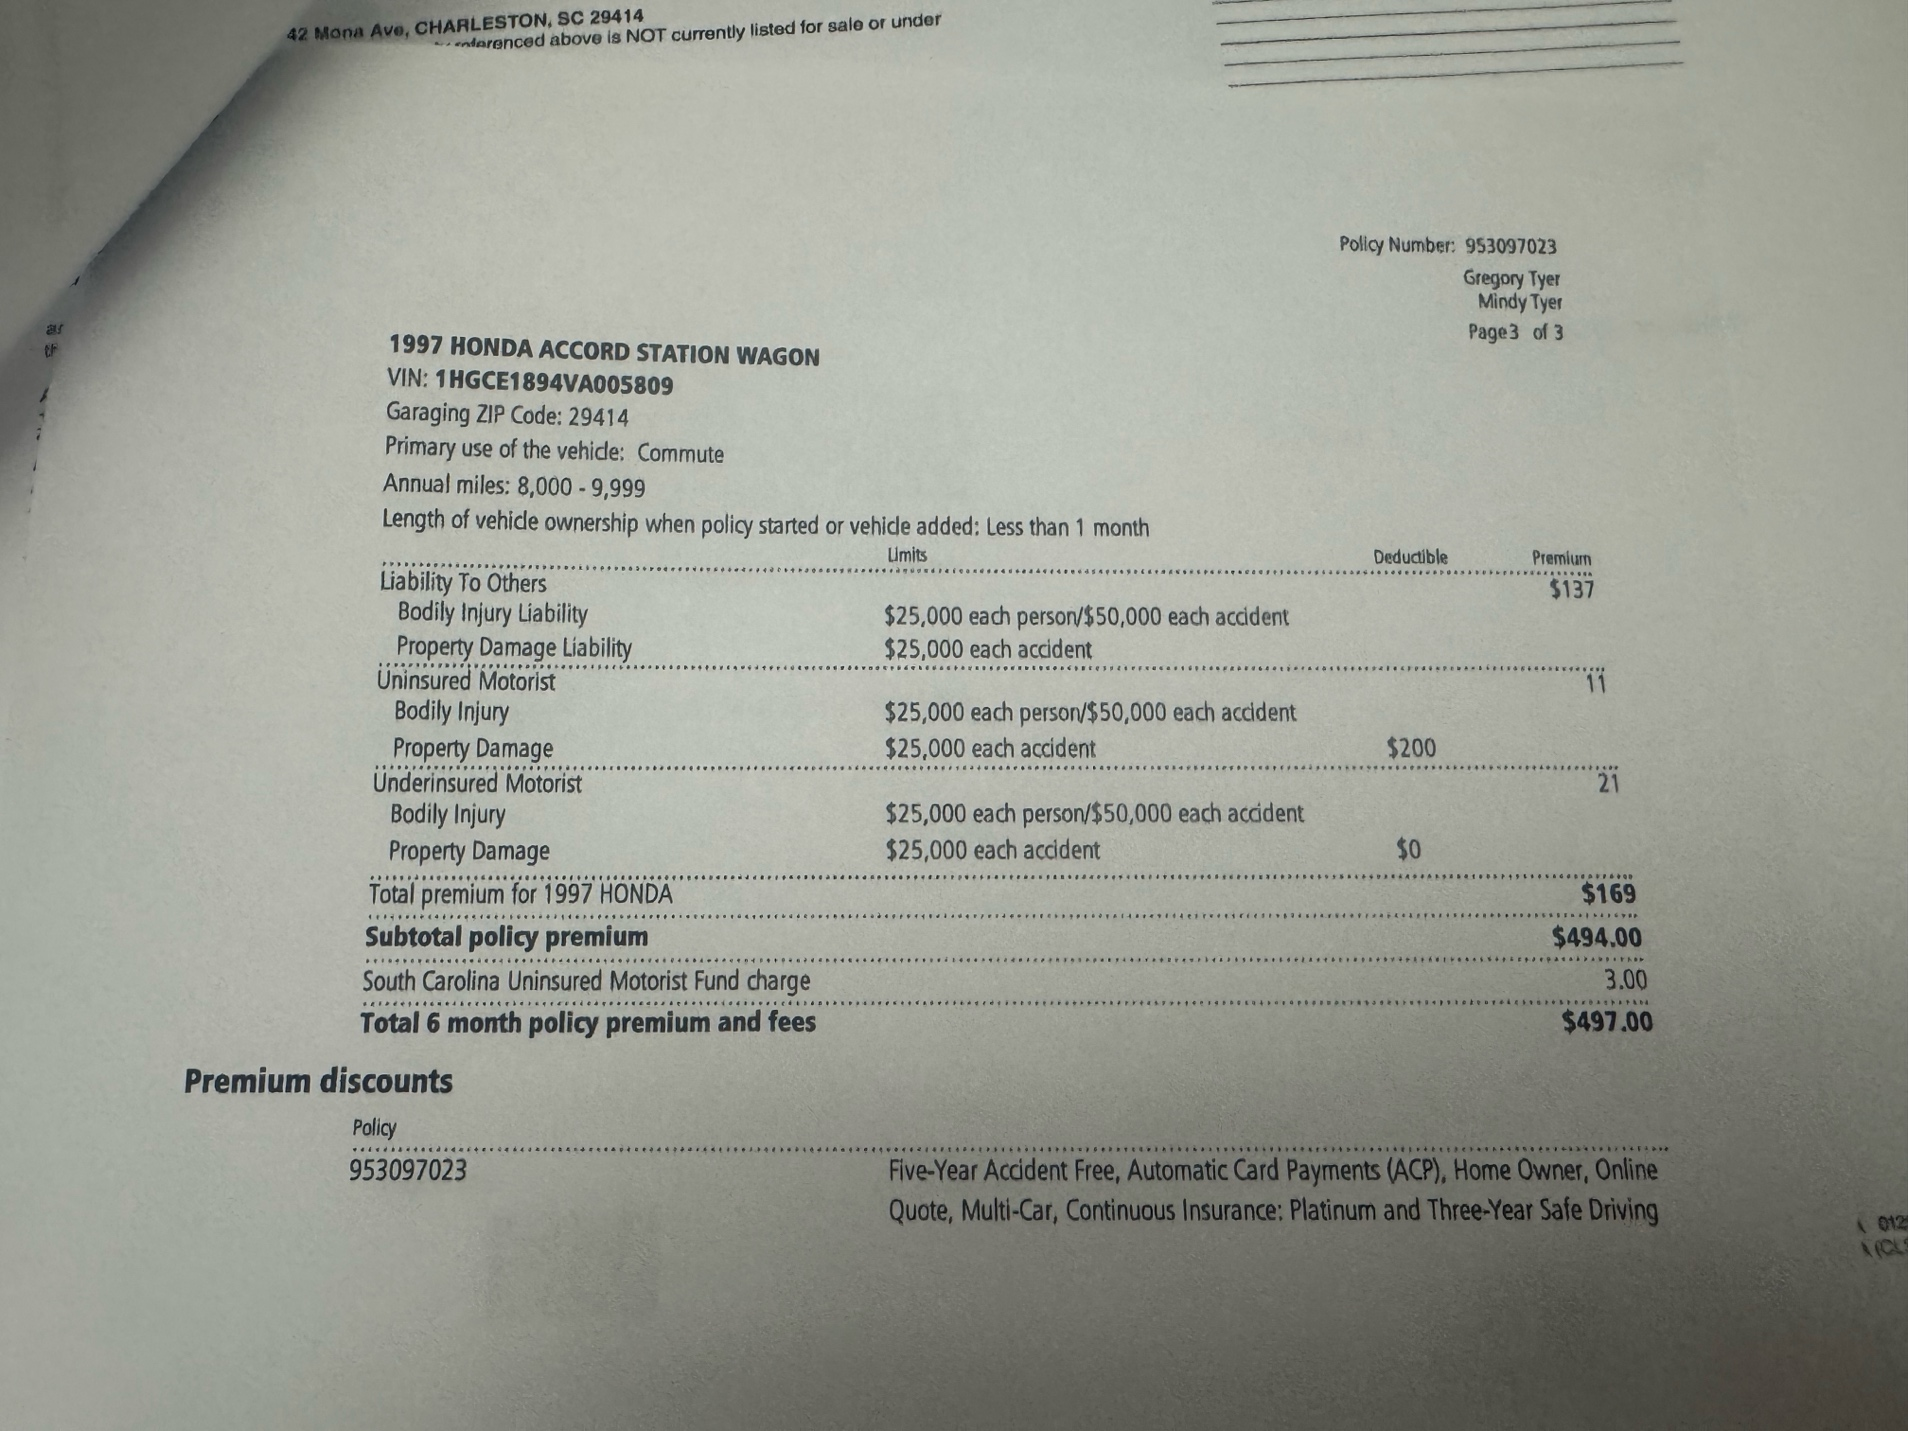 42 Mona Ave, CHARLESTON, SC 29414
above is NOT currently listed for sale or under
Policy Number: 953097023
Gregory Tyer
Mindy Tyer
Page3 of 3
1997 HONDA ACCORD STATION WAGON
VIN: 1HGCE1894VA005809
Garaging ZIP Code: 29414
Primary use of the vehicle: Commute
Annual miles: 8,000 - 9,999
Length of vehicle ownership when policy started or vehicle added: Less than 1 month
Limits Deductible Premium
Liability To Others $137
Bodily Injury Liability $25,000 each person/$50,000 each accident
Property Damage Liability $25,000 each accident
Uninsured Motorist 11
Bodily Injury $25,000 each person/$50,000 each accident
Property Damage $25,000 each accident $200
Underinsured Motorist 21
Bodily Injury $25,000 each person/$50,000 each accident
Property Damage $25,000 each accident $0
Total premium for 1997 HONDA $169
Subtotal policy premium $494.00
South Carolina Uninsured Motorist Fund charge 3.00
Total 6 month policy premium and fees $497.00
Premium discounts
Policy
953097023 Five-Year Accident Free, Automatic Card Payments (ACP), Home Owner, Online
Quote, Multi-Car, Continuous Insurance: Platinum and Three-Year Safe Driving